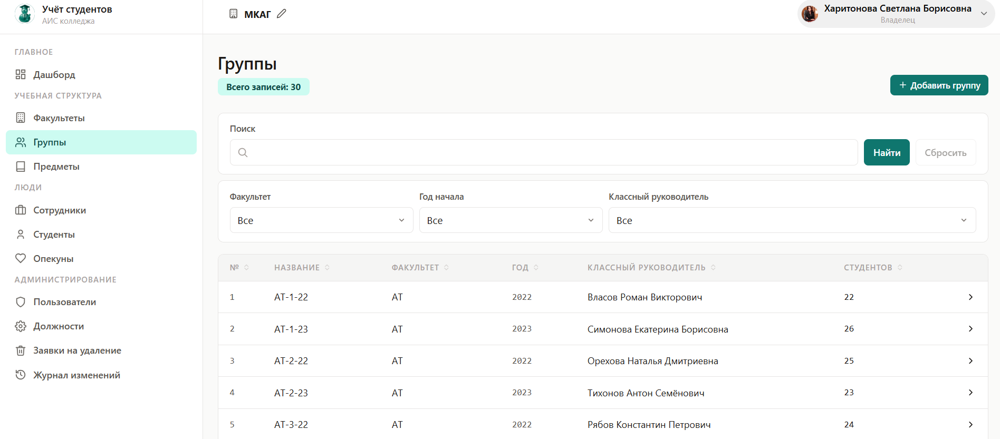 Учёт студентов
АИС колледжа
МКАГ
Харитонова Светлана Борисовна
Владелец
ГЛАВНОЕ
Дашборд
УЧЕБНАЯ СТРУКТУРА
Факультеты
Группы
Предметы
ЛЮДИ
Сотрудники
Студенты
Опекуны
АДМИНИСТРИРОВАНИЕ
Пользователи
Должности
Заявки на удаление
Журнал изменений
Группы
Всего записей: 30
+ Добавить группу
Поиск
Найти
Сбросить
Факультет Год начала Классный руководитель
Все Все Все
№ НАЗВАНИЕ ФАКУЛЬТЕТ ГОД КЛАССНЫЙ РУКОВОДИТЕЛЬ СТУДЕНТОВ
1 АТ-1-22 АТ 2022 Власов Роман Викторович 22
2 АТ-1-23 АТ 2023 Симонова Екатерина Борисовна 26
3 АТ-2-22 АТ 2022 Орехова Наталья Дмитриевна 25
4 АТ-2-23 АТ 2023 Тихонов Антон Семёнович 23
5 АТ-3-22 АТ 2022 Рябов Константин Петрович 24